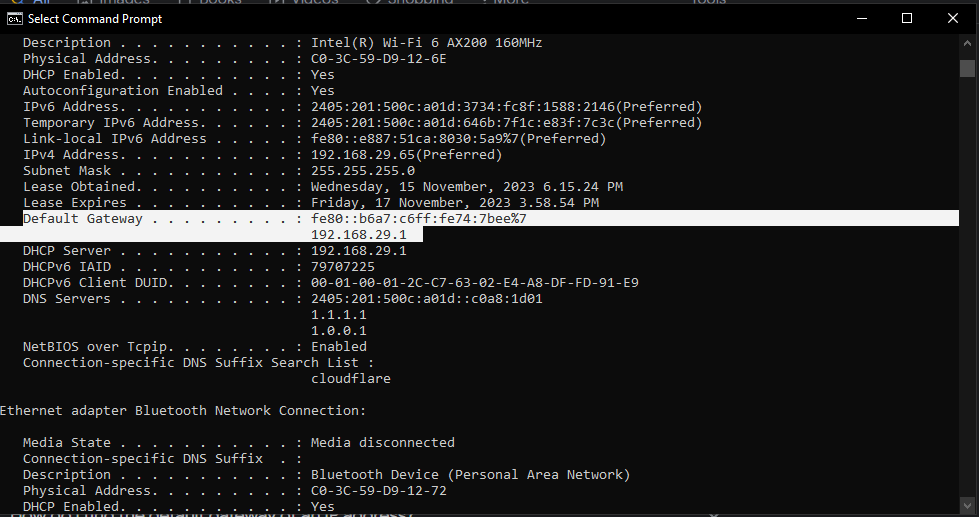 All Images Books Videos Shopping More Tools
Select Command Prompt
Description . . . . . . . . . . . : Intel(R) Wi-Fi 6 AX200 160MHz
Physical Address. . . . . . . . . : C0-3C-59-D9-12-6E
DHCP Enabled. . . . . . . . . . . : Yes
Autoconfiguration Enabled . . . . : Yes
IPv6 Address. . . . . . . . . . . : 2405:201:500c:a01d:3734:fc8f:1588:2146(Preferred)
Temporary IPv6 Address. . . . . . : 2405:201:500c:a01d:646b:7f1c:e83f:7c3c(Preferred)
Link-local IPv6 Address . . . . . : fe80::e887:51ca:8030:5a9%7(Preferred)
IPv4 Address. . . . . . . . . . . : 192.168.29.65(Preferred)
Subnet Mask . . . . . . . . . . . : 255.255.255.0
Lease Obtained. . . . . . . . . . : Wednesday, 15 November, 2023 6.15.24 PM
Lease Expires . . . . . . . . . . : Friday, 17 November, 2023 3.58.54 PM
Default Gateway . . . . . . . . . : fe80::b6a7:c6ff:fe74:7bee%7
192.168.29.1
DHCP Server . . . . . . . . . . . : 192.168.29.1
DHCPv6 IAID . . . . . . . . . . . : 79707225
DHCPv6 Client DUID. . . . . . . . : 00-01-00-01-2C-C7-63-02-E4-A8-DF-FD-91-E9
DNS Servers . . . . . . . . . . . : 2405:201:500c:a01d::c0a8:1d01
1.1.1.1
1.0.0.1
NetBIOS over Tcpip. . . . . . . . : Enabled
Connection-specific DNS Suffix Search List :
cloudflare
Ethernet adapter Bluetooth Network Connection:
Media State . . . . . . . . . . . : Media disconnected
Connection-specific DNS Suffix  . :
Description . . . . . . . . . . . : Bluetooth Device (Personal Area Network)
Physical Address. . . . . . . . . : C0-3C-59-D9-12-72
DHCP Enabled. . . . . . . . . . . : Yes